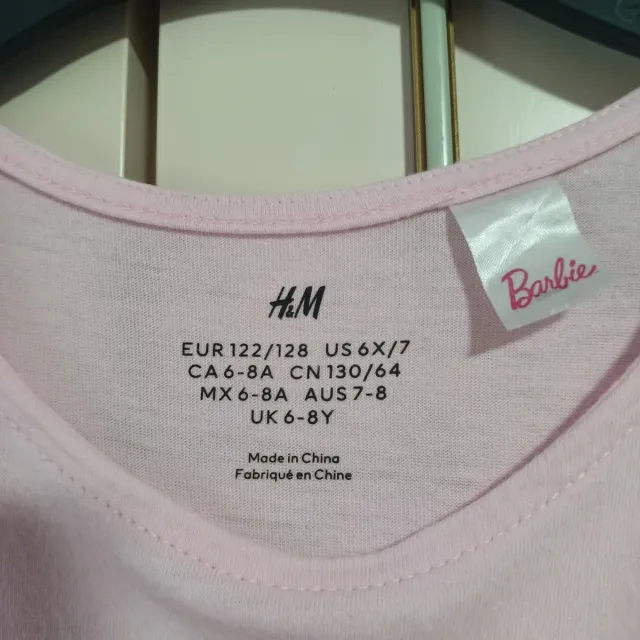 H&M
EUR 122/128 US 6X/7
CA 6-8A CN 130/64
MX 6-8A AUS 7-8
UK 6-8Y
Made in China
Fabriqué en Chine
Barbie